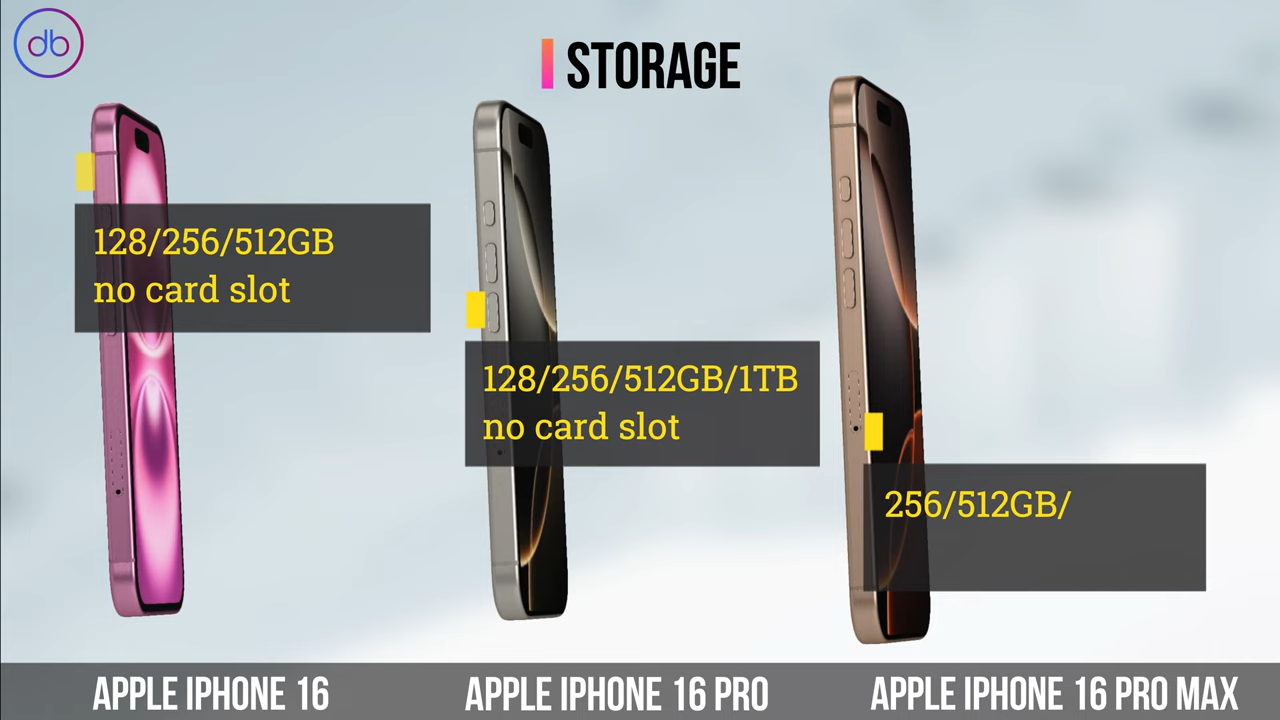 db
STORAGE
128/256/512GB
no card slot
128/256/512GB/1TB
no card slot
256/512GB/
APPLE IPHONE 16
APPLE IPHONE 16 PRO
APPLE IPHONE 16 PRO MAX